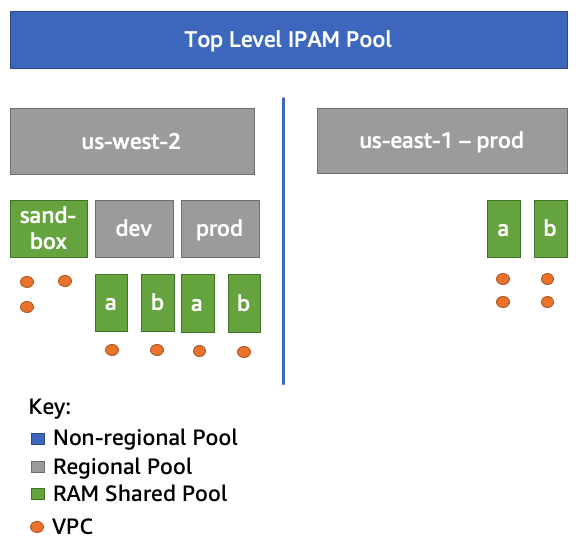 Top Level IPAM Pool
us-west-2
us-east-1 – prod
sand-
box
dev
prod
a
b
a
b
a
b
Key:
Non-regional Pool
Regional Pool
RAM Shared Pool
VPC